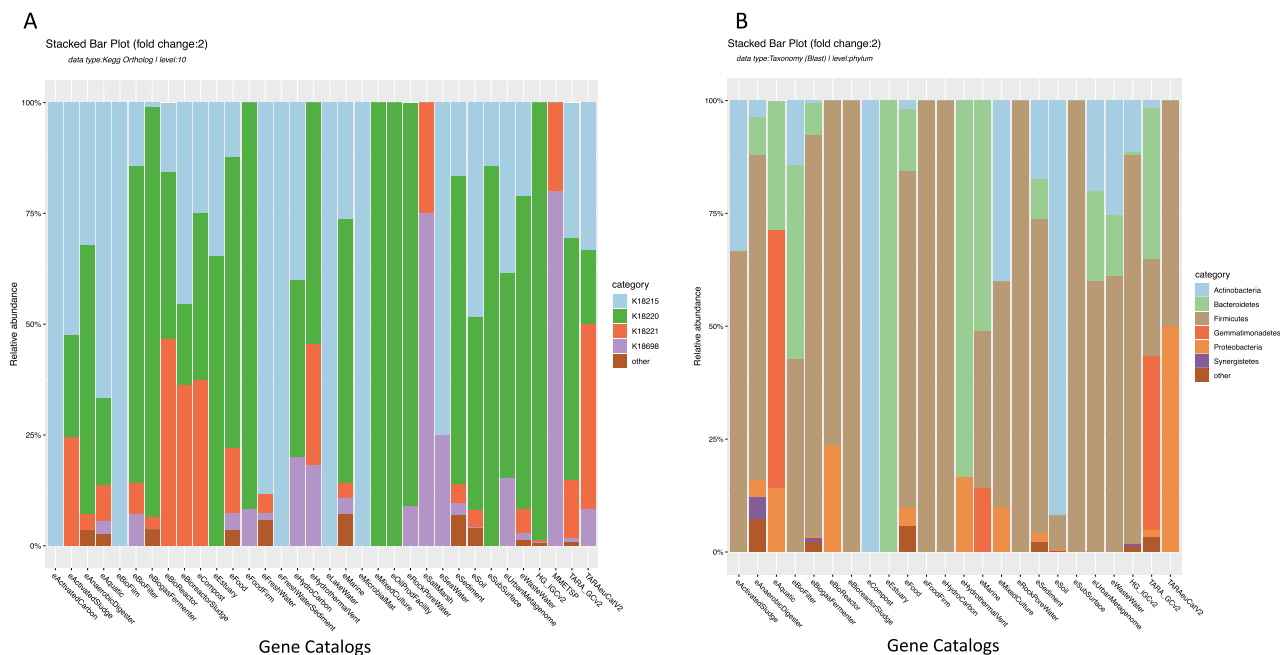 A
Stacked Bar Plot (fold change:2)
data type:Kegg Ortholog I level:10
100%
75%
50%
25%
0%
Relative abundance
category
K18215
K18220
K18221
K18698
other
eActivatedCarbon
eActivatedSludge
eAnaerobicDigester
eAquatic
eBioFilm
eBioFilter
eBiogasFermenter
eBioReactor
eBioreactorSludge
eCompost
eEstuary
eFood
eFoodFirm
eFreshWater
eFreshWaterSediment
eHydroCarbon
eHydrothermalVent
eLakeWater
eMarine
eMicrobialMat
eMixedCulture
eOilProdFacility
eRockPoreWater
eSaltMarsh
eSeaWater
eSediment
eSoil
eSubSurface
eUrbanMetagenome
eWasteWater
HG_IGCv2
MMETSP
TARA_GCv2
TARAeuCatV2
Gene Catalogs
B
Stacked Bar Plot (fold change:2)
data type:Taxonomy (Blast) I level:phylum
100%
75%
50%
25%
0%
Relative abundance
category
Actinobacteria
Bacteroidetes
Firmicutes
Gemmatimonadetes
Proteobacteria
Synergistetes
other
eActivatedSludge
eAnaerobicDigester
eAquatic
eBioFilter
eBiogasFermenter
eBioReactor
eBioreactorSludge
eCompost
eEstuary
eFood
eFoodFirm
eHydroCarbon
eHydrothermalVent
eMarine
eMixedCulture
eRockPoreWater
eSediment
eSoil
eSubSurface
eUrbanMetagenome
eWasteWater
HG_IGCv2
TARA_GCv2
TARAeuCatV2
Gene Catalogs